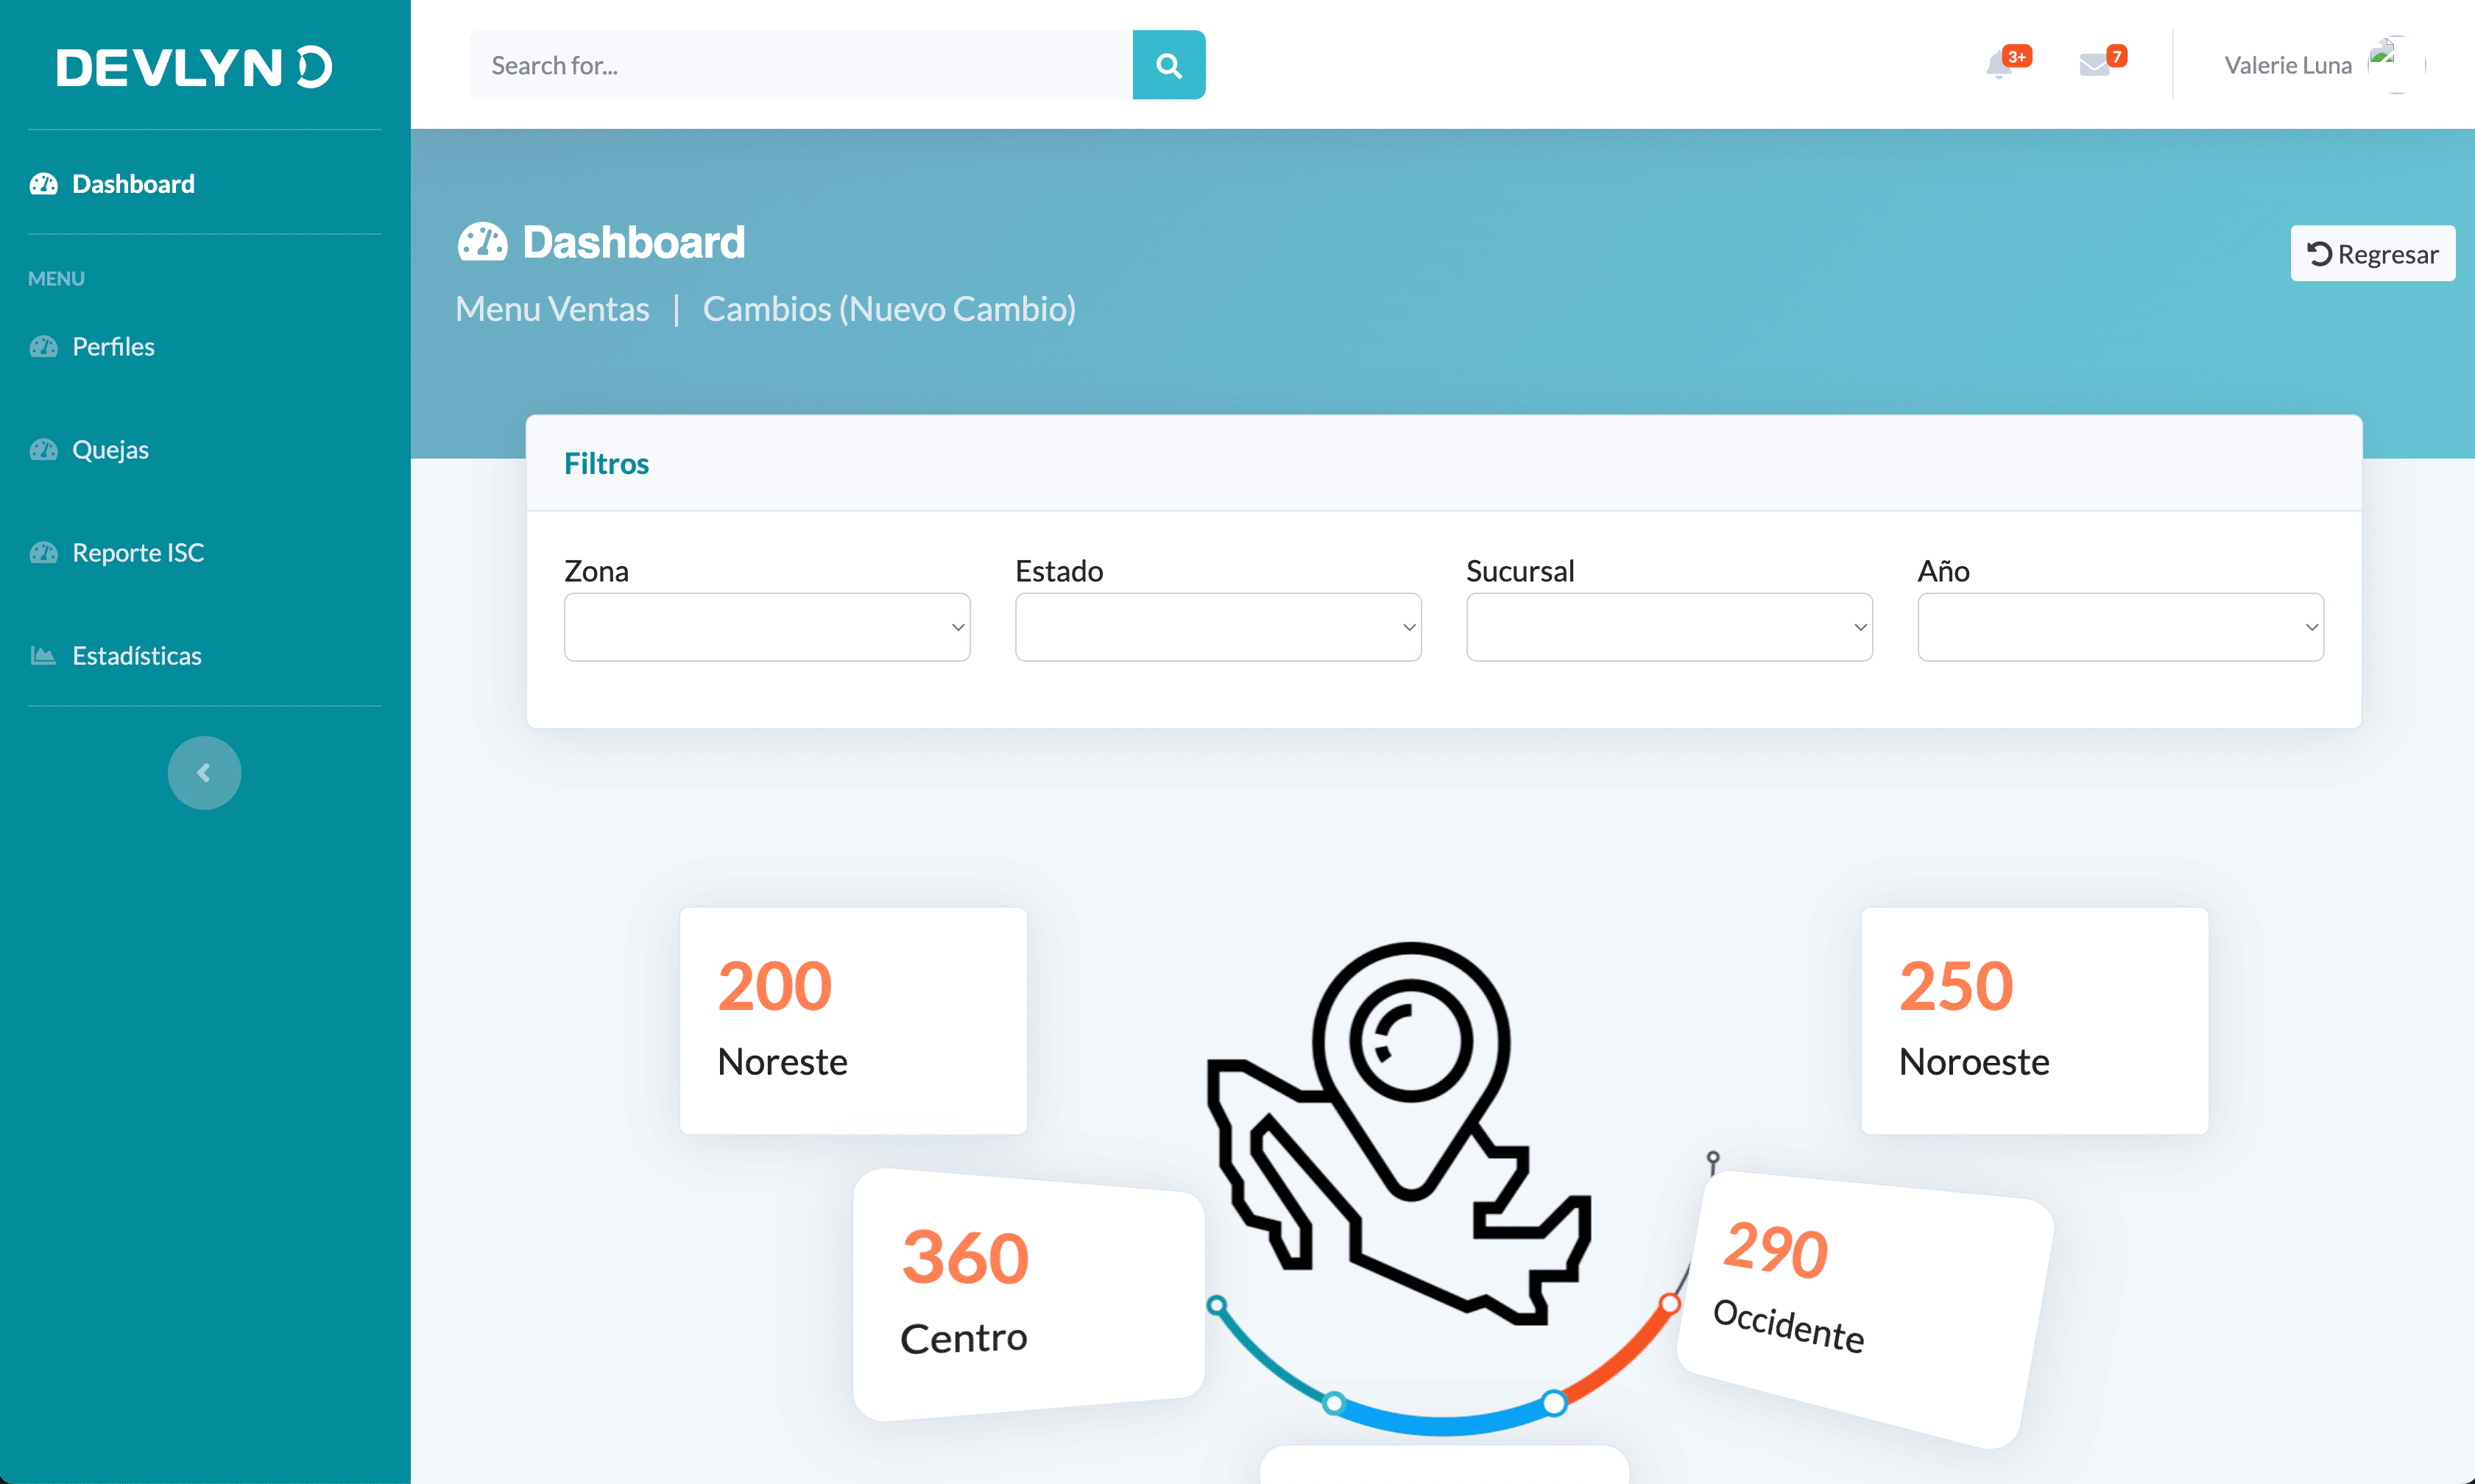 DEVLYN
Search for...
3+
7
Valerie Luna
Dashboard
MENU
Perfiles
Quejas
Reporte ISC
Estadísticas
Dashboard
Menu Ventas | Cambios (Nuevo Cambio)
Regresar
Filtros
Zona
Estado
Sucursal
Año
200
Noreste
250
Noroeste
360
Centro
290
Occidente